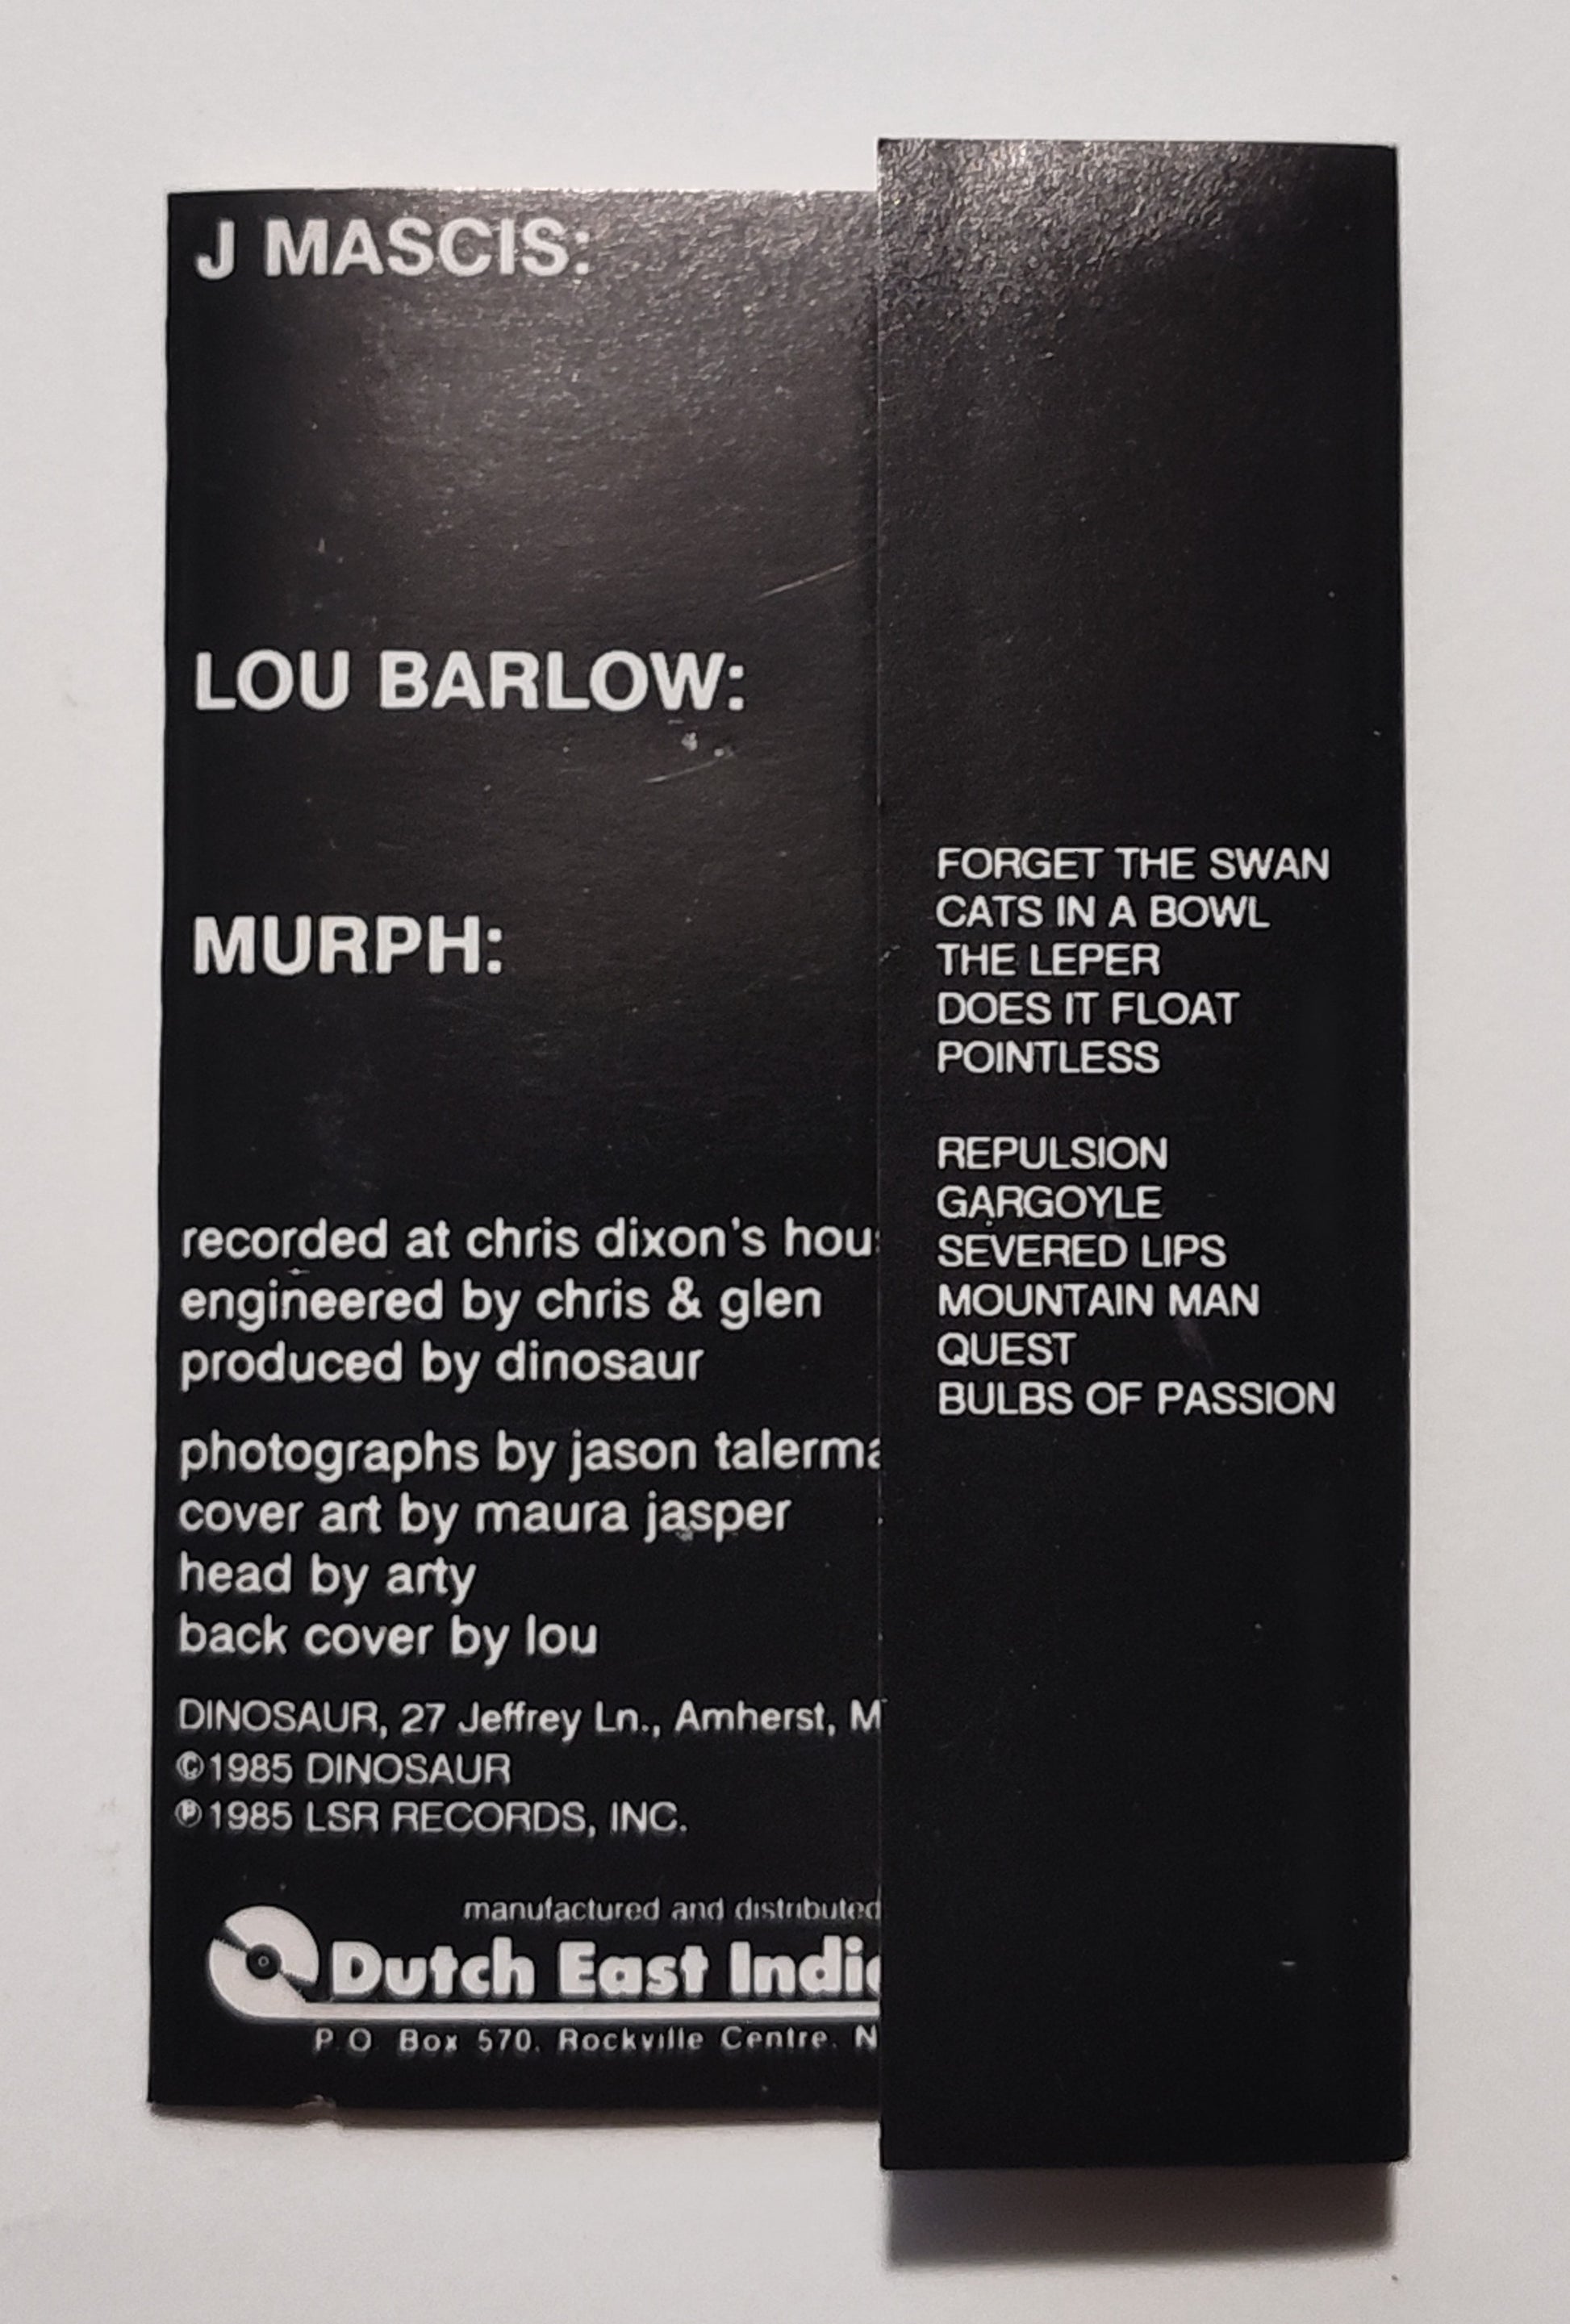 J MASCIS:
LOU BARLOW:
MURPH:
recorded at chris dixon's hou
engineered by chris & glen
produced by dinosaur
photographs by jason talerma
cover art by maura jasper
head by arty
back cover by lou
DINOSAUR, 27 Jeffrey Ln., Amherst, M
©1985 DINOSAUR
℗1985 LSR RECORDS, INC.
manufactured and distributed
Dutch East Indi
P.O. Box 570, Rockville Centre, N
FORGET THE SWAN
CATS IN A BOWL
THE LEPER
DOES IT FLOAT
POINTLESS
REPULSION
GARGOYLE
SEVERED LIPS
MOUNTAIN MAN
QUEST
BULBS OF PASSION